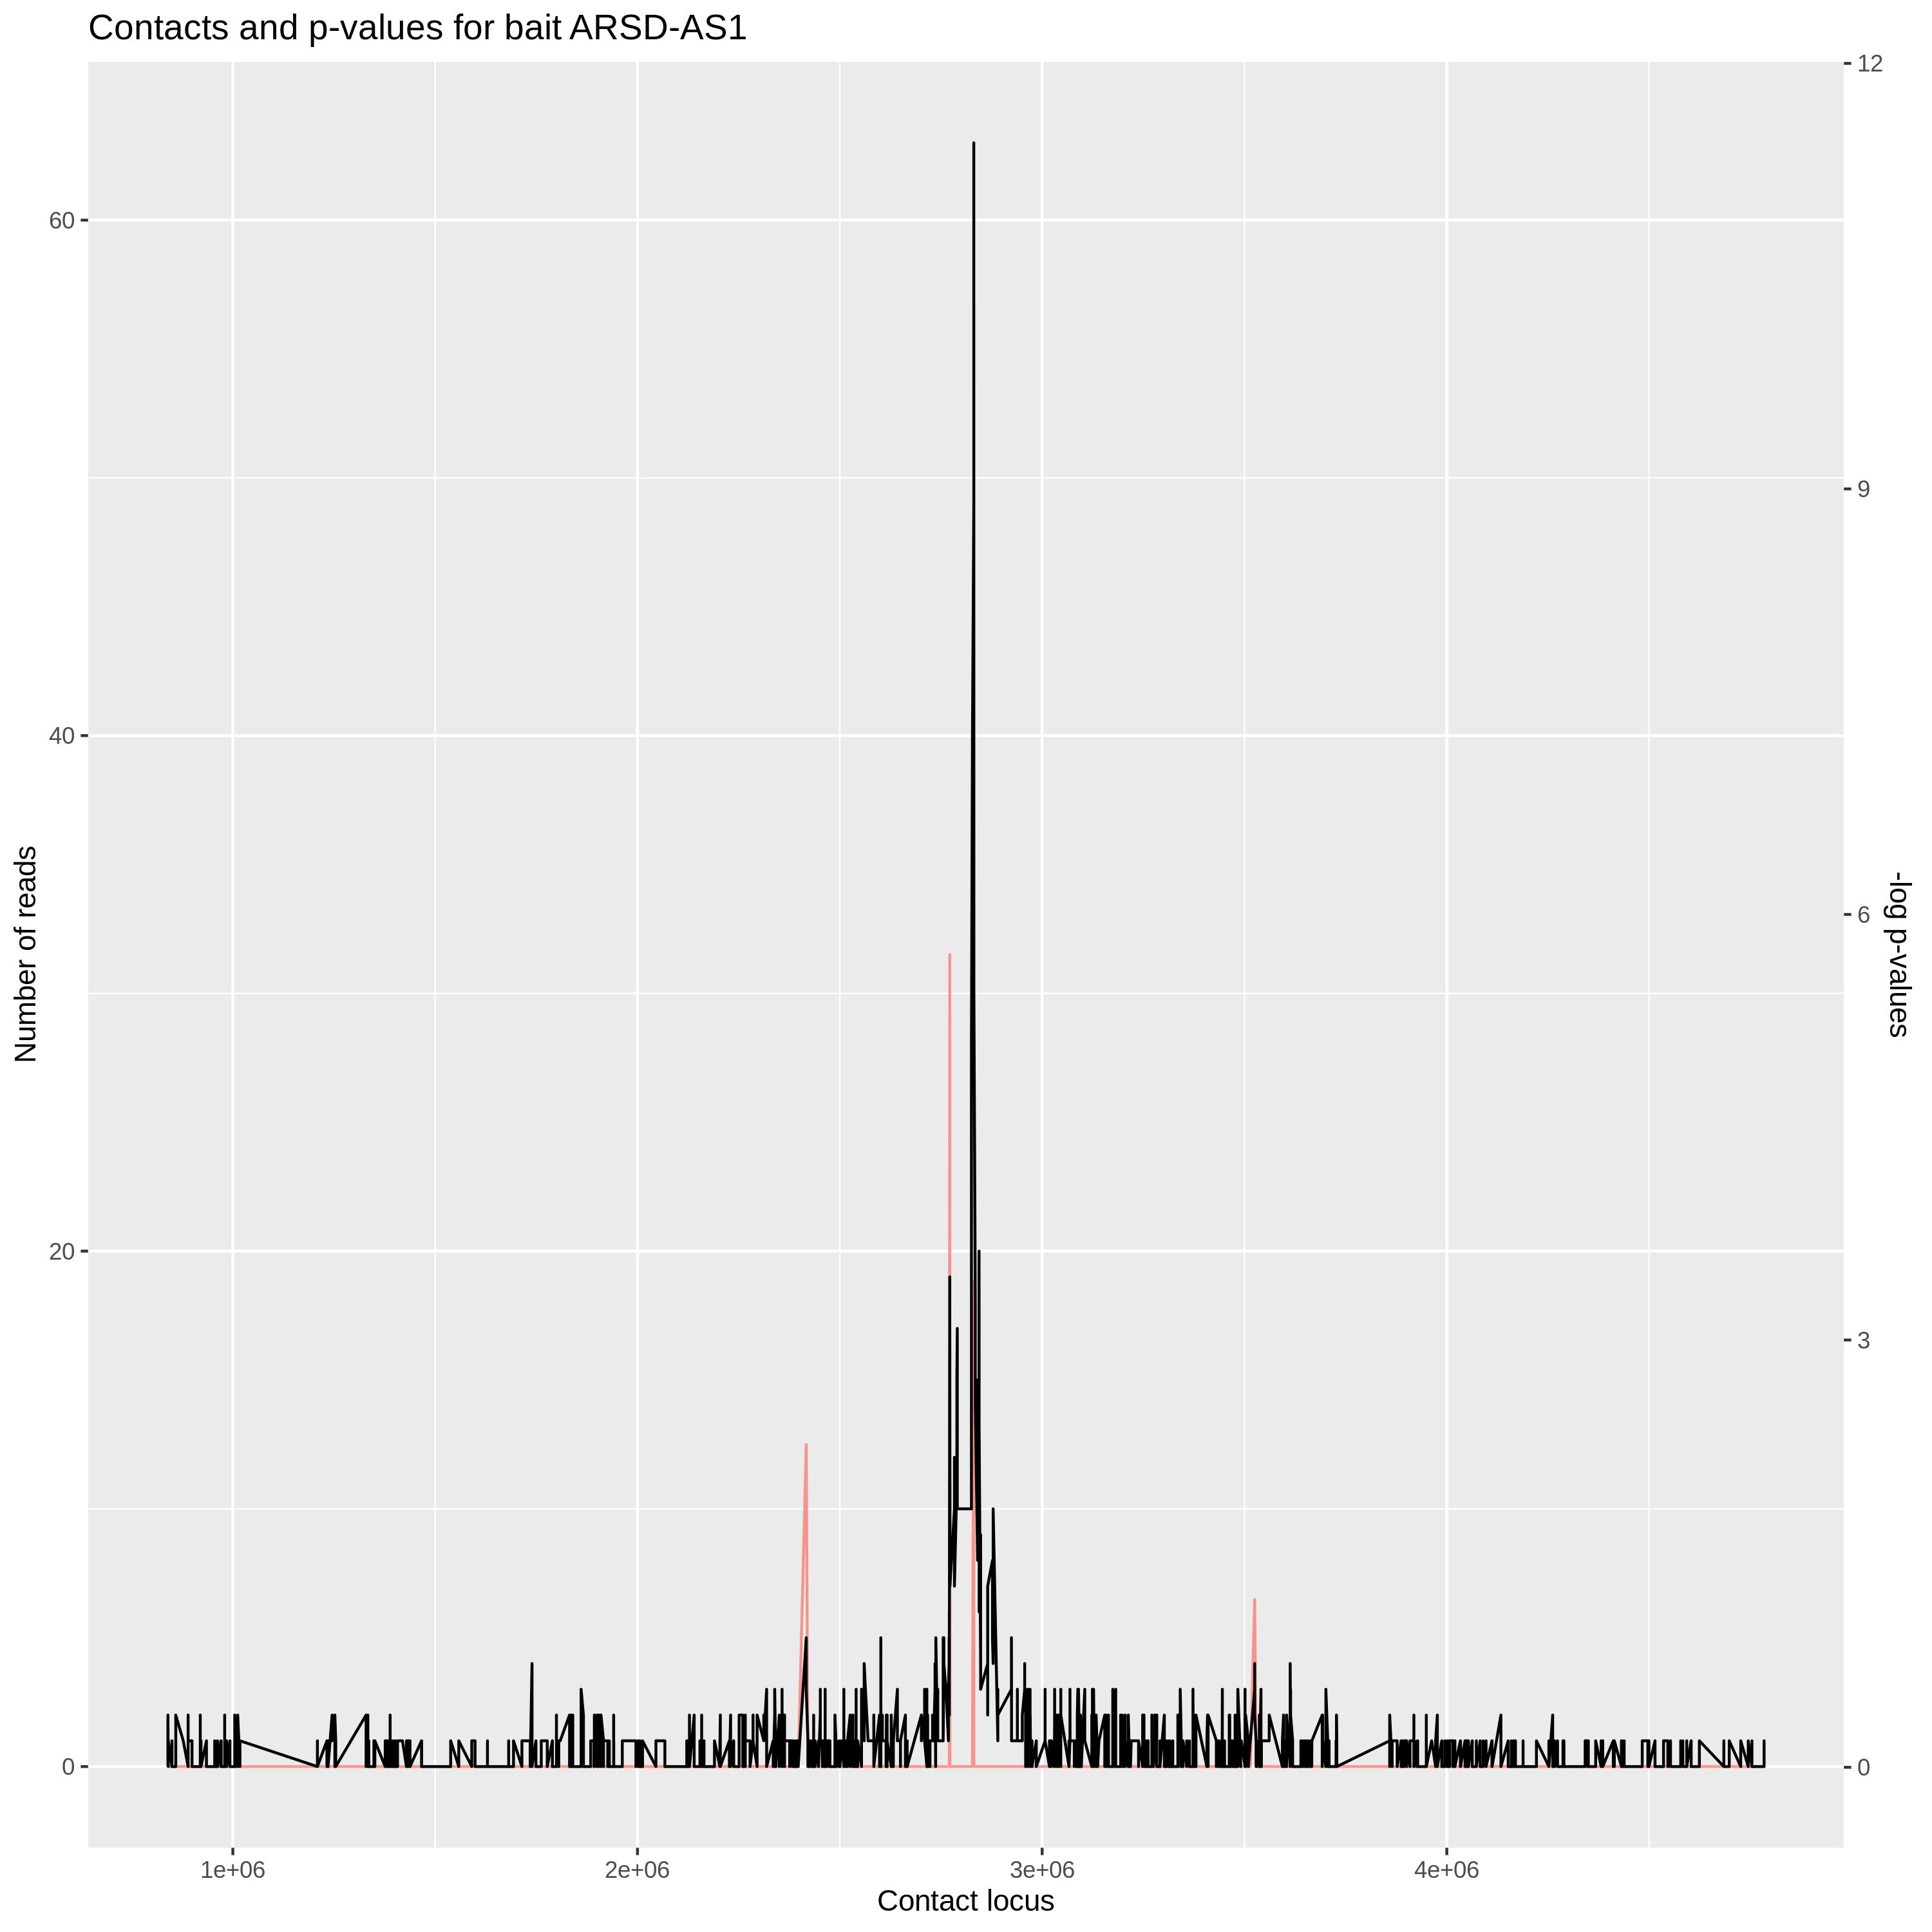 Contacts and p-values for bait ARSD-AS1
60
40
20
0
Number of reads
12
9
6
3
0
-log p-values
1e+06
2e+06
3e+06
4e+06
Contact locus